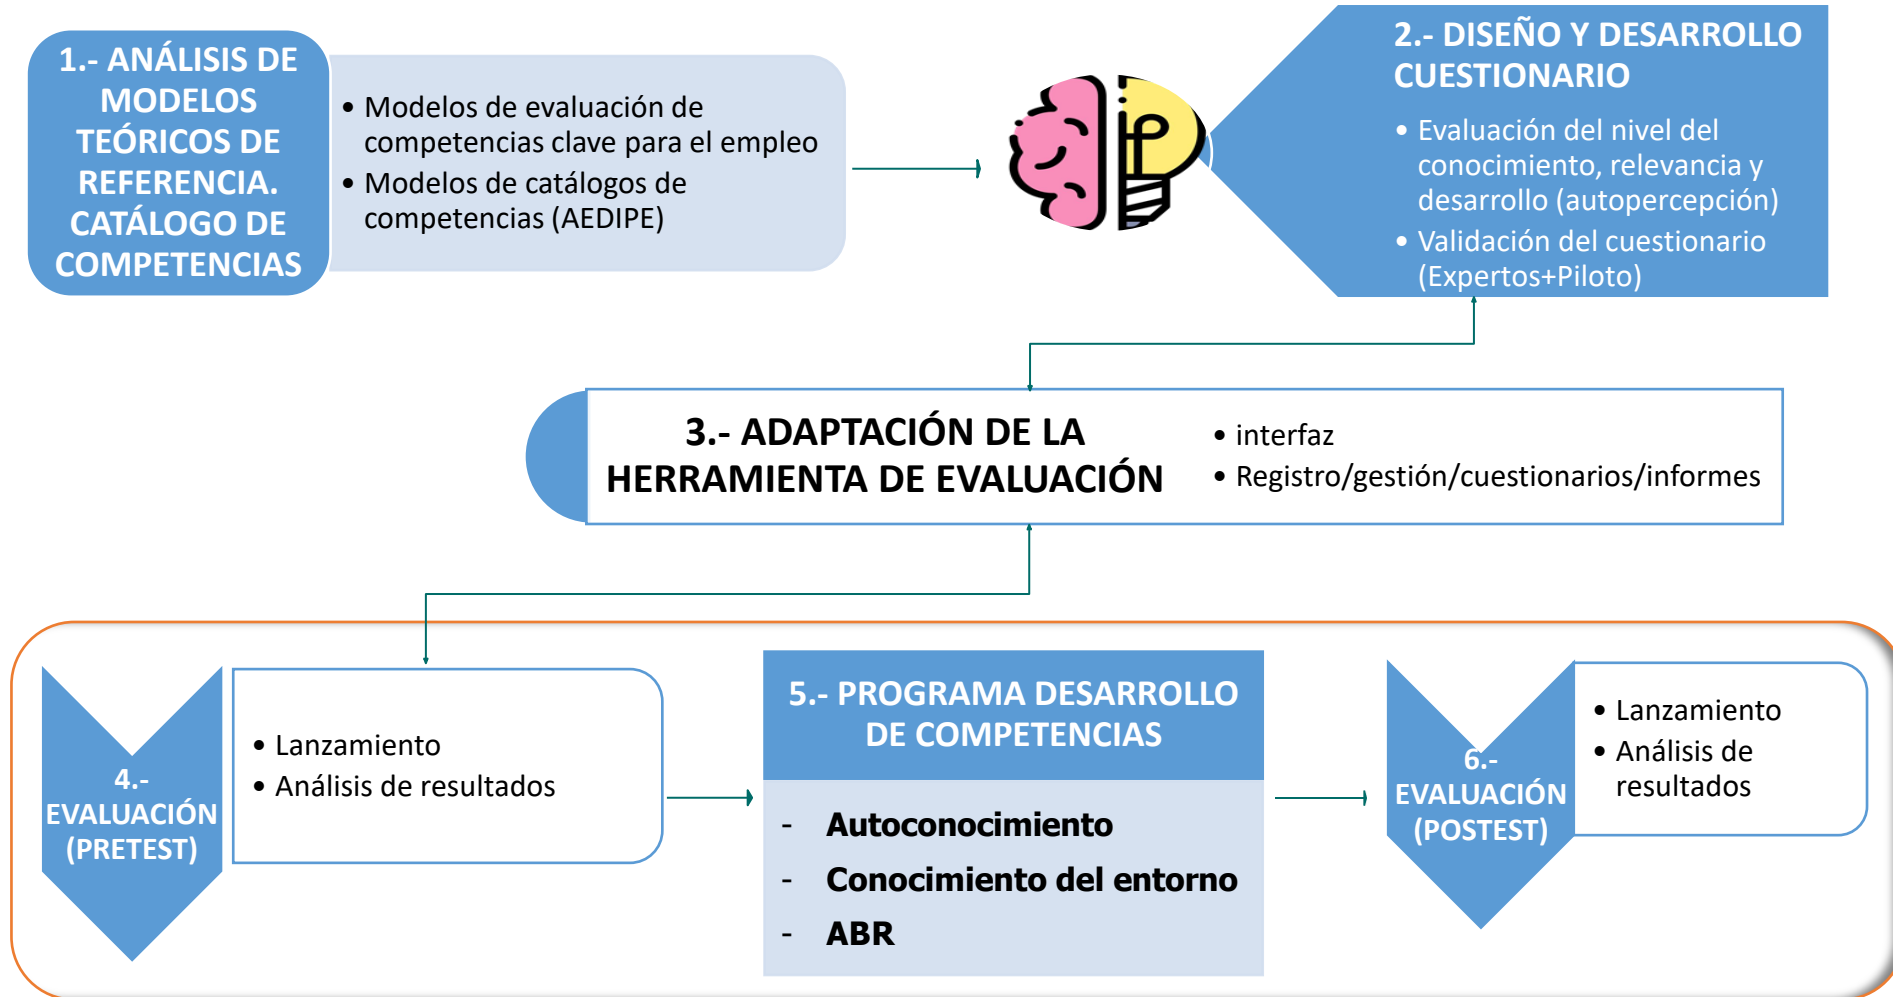 1.- ANÁLISIS DE
MODELOS
TEÓRICOS DE
REFERENCIA.
CATÁLOGO DE
COMPETENCIAS
• Modelos de evaluación de
competencias clave para el empleo
• Modelos de catálogos de
competencias (AEDIPE)
2.- DISEÑO Y DESARROLLO
CUESTIONARIO
• Evaluación del nivel del
conocimiento, relevancia y
desarrollo (autopercepción)
• Validación del cuestionario
(Expertos+Piloto)
3.- ADAPTACIÓN DE LA
HERRAMIENTA DE EVALUACIÓN
• interfaz
• Registro/gestión/cuestionarios/informes
4.-
EVALUACIÓN
(PRETEST)
• Lanzamiento
• Análisis de resultados
5.- PROGRAMA DESARROLLO
DE COMPETENCIAS
- Autoconocimiento
- Conocimiento del entorno
- ABR
6.-
EVALUACIÓN
(POSTEST)
• Lanzamiento
• Análisis de
resultados